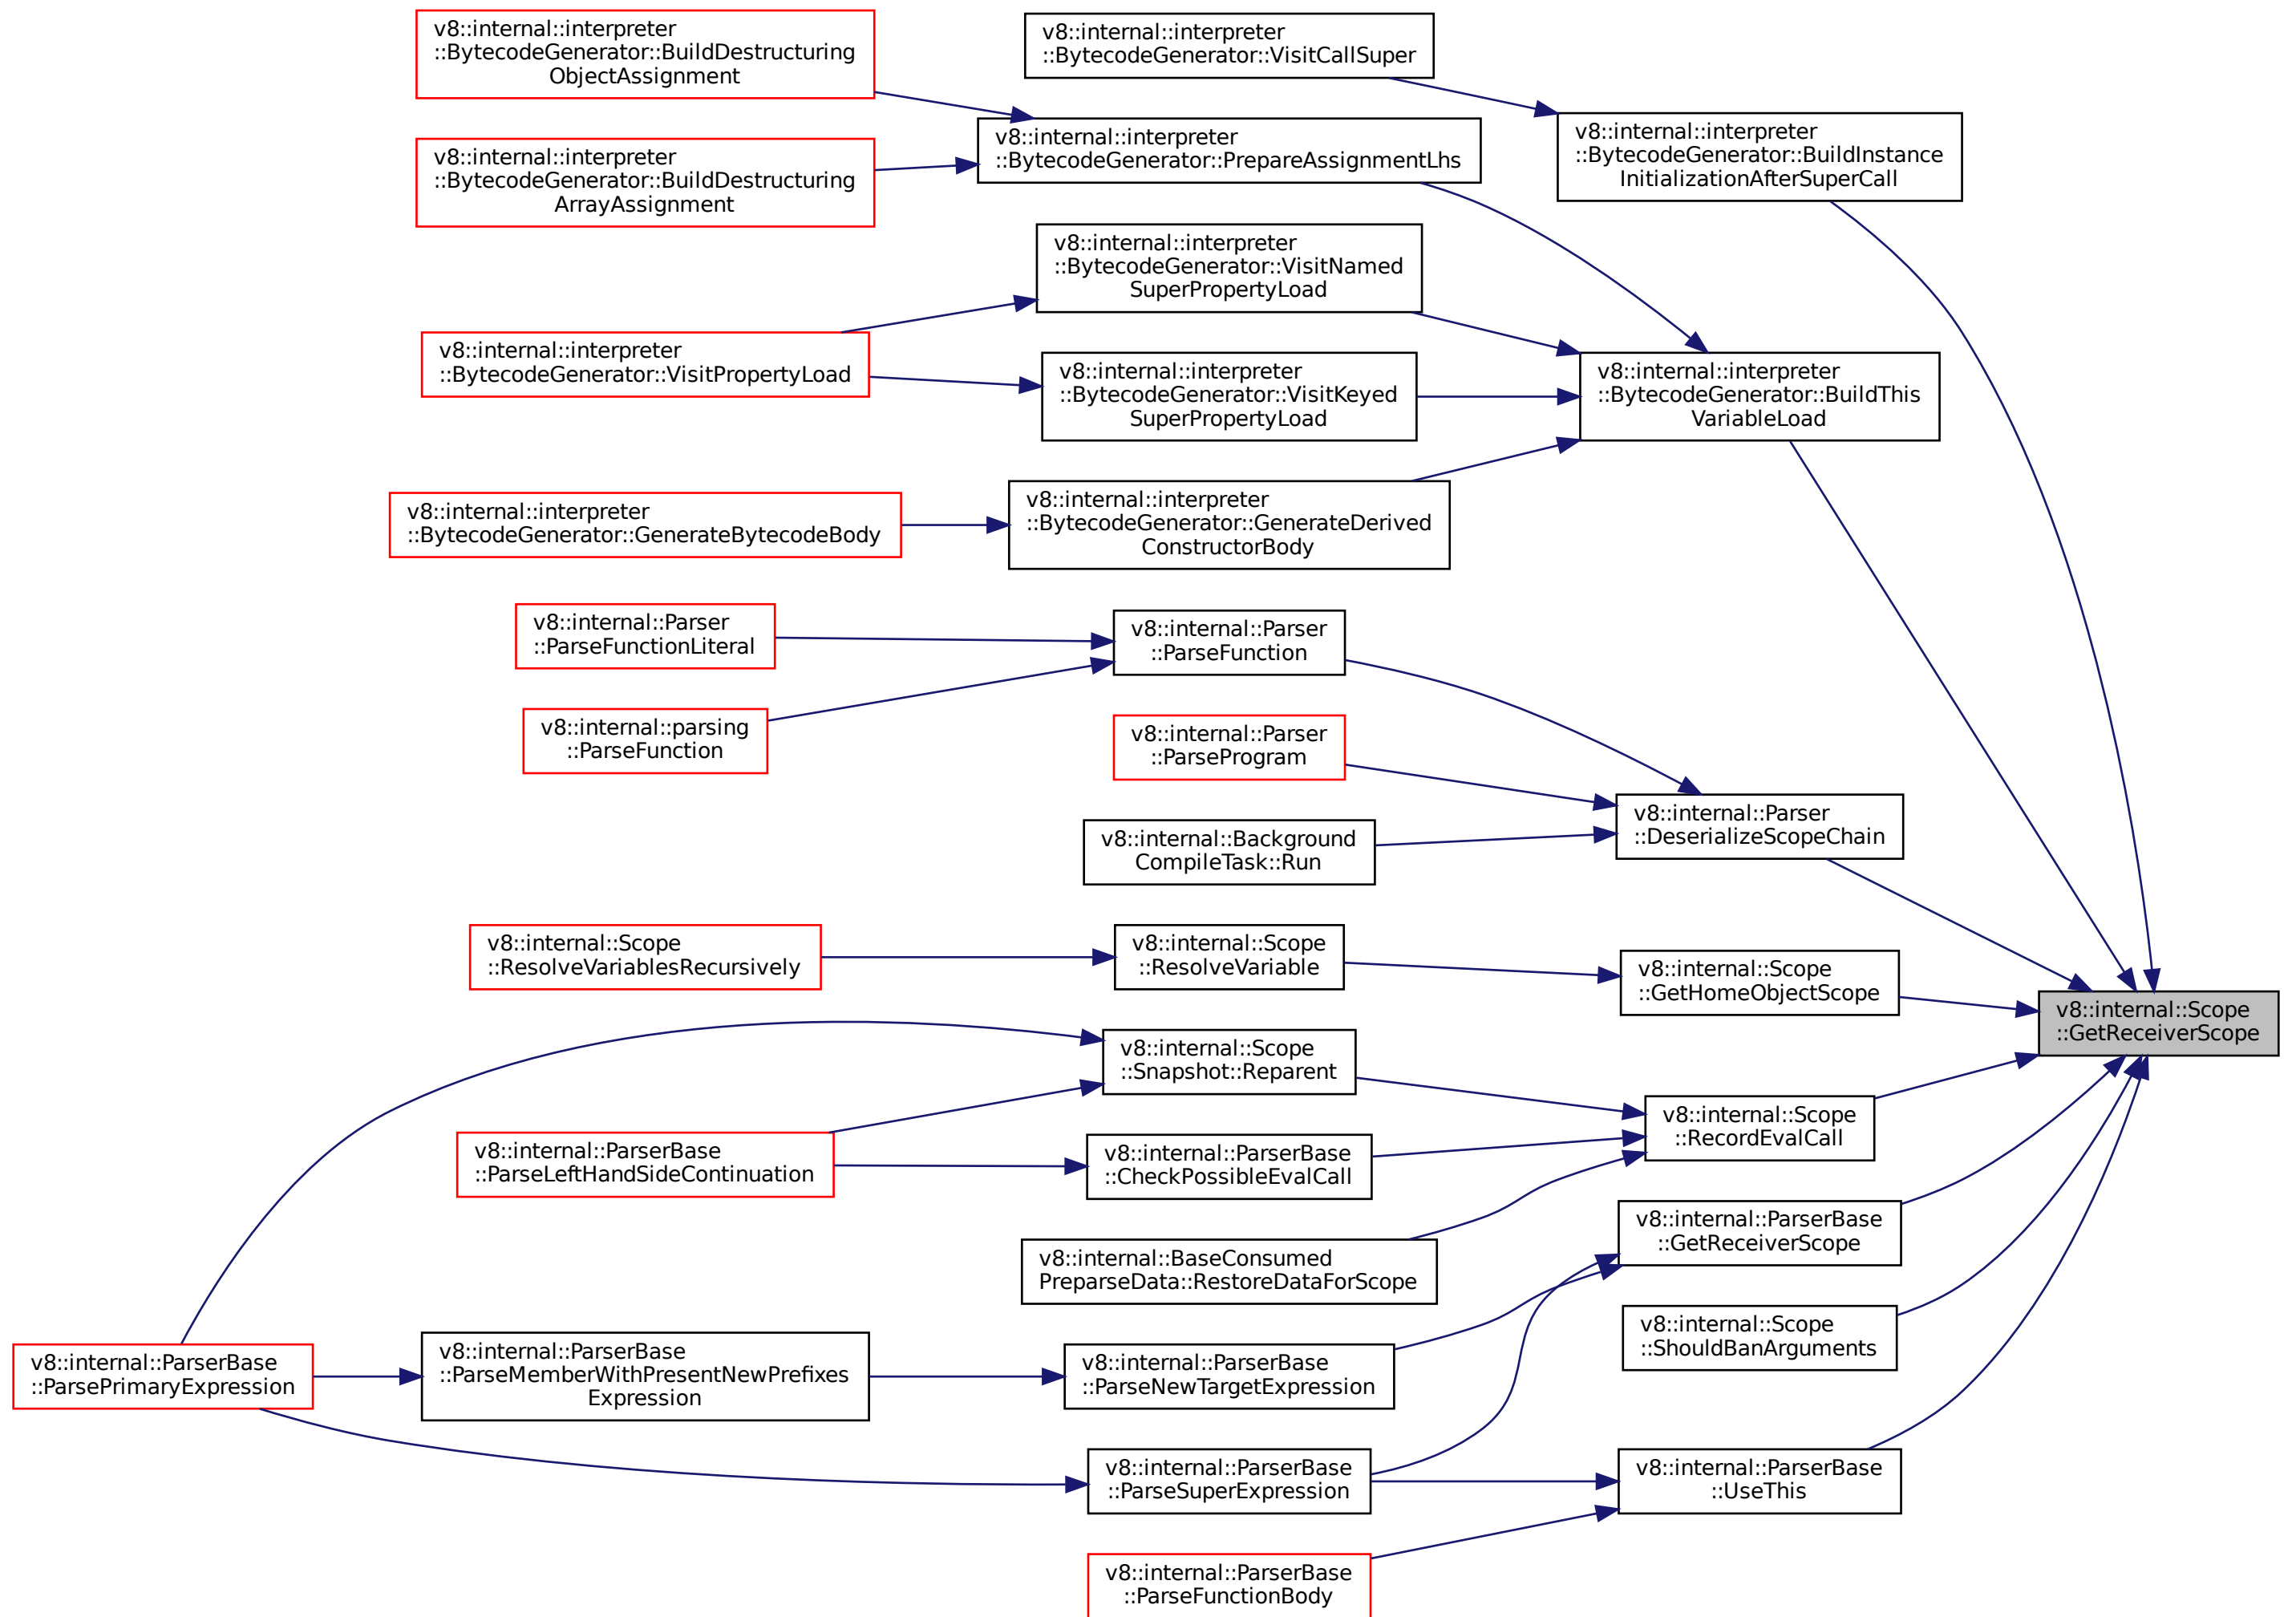 v8::internal::interpreter
::BytecodeGenerator::BuildDestructuring
ObjectAssignment
v8::internal::interpreter
::BytecodeGenerator::VisitCallSuper
v8::internal::interpreter
::BytecodeGenerator::PrepareAssignmentLhs
v8::internal::interpreter
::BytecodeGenerator::BuildInstance
InitializationAfterSuperCall
v8::internal::interpreter
::BytecodeGenerator::BuildDestructuring
ArrayAssignment
v8::internal::interpreter
::BytecodeGenerator::VisitNamed
SuperPropertyLoad
v8::internal::interpreter
::BytecodeGenerator::VisitPropertyLoad
v8::internal::interpreter
::BytecodeGenerator::VisitKeyed
SuperPropertyLoad
v8::internal::interpreter
::BytecodeGenerator::BuildThis
VariableLoad
v8::internal::interpreter
::BytecodeGenerator::GenerateBytecodeBody
v8::internal::interpreter
::BytecodeGenerator::GenerateDerived
ConstructorBody
v8::internal::Parser
::ParseFunctionLiteral
v8::internal::Parser
::ParseFunction
v8::internal::parsing
::ParseFunction
v8::internal::Parser
::ParseProgram
v8::internal::Parser
::DeserializeScopeChain
v8::internal::Background
CompileTask::Run
v8::internal::Scope
::ResolveVariablesRecursively
v8::internal::Scope
::ResolveVariable
v8::internal::Scope
::GetHomeObjectScope
v8::internal::Scope
::GetReceiverScope
v8::internal::Scope
::Snapshot::Reparent
v8::internal::Scope
::RecordEvalCall
v8::internal::ParserBase
::ParseLeftHandSideContinuation
v8::internal::ParserBase
::CheckPossibleEvalCall
v8::internal::ParserBase
::GetReceiverScope
v8::internal::BaseConsumed
PreparseData::RestoreDataForScope
v8::internal::Scope
::ShouldBanArguments
v8::internal::ParserBase
::ParsePrimaryExpression
v8::internal::ParserBase
::ParseMemberWithPresentNewPrefixes
Expression
v8::internal::ParserBase
::ParseNewTargetExpression
v8::internal::ParserBase
::ParseSuperExpression
v8::internal::ParserBase
::UseThis
v8::internal::ParserBase
::ParseFunctionBody